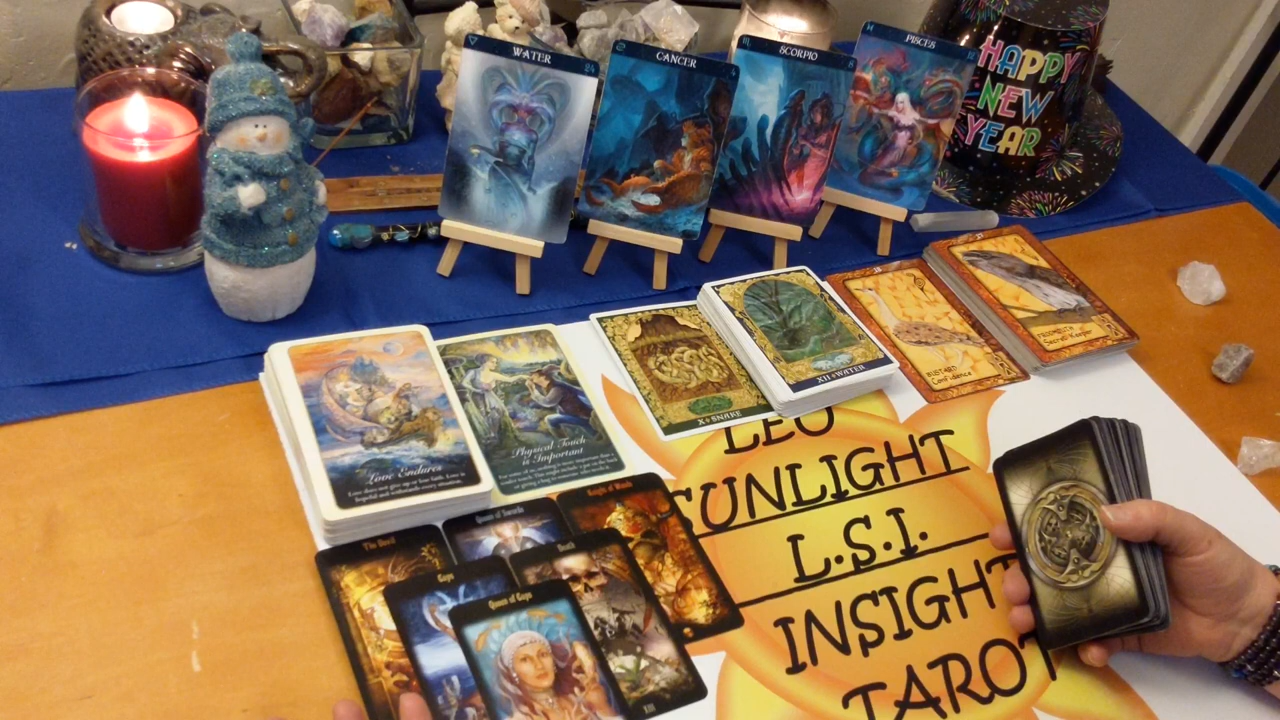 WATER
CANCER
SCORPIO
PISCES
HAPPY
NEW
YEAR
Love Endures
Physical Touch
is Important
X • SNAKE
XII • WATER
BUSTARD
Confidence
FROGMOUTH
Secret Keeper
LEO
SUNLIGHT
L.S.I.
INSIGHT
TAROT
The Devil
Queen of Swords
Knight of Wands
Death
Queen of Cups
XIII